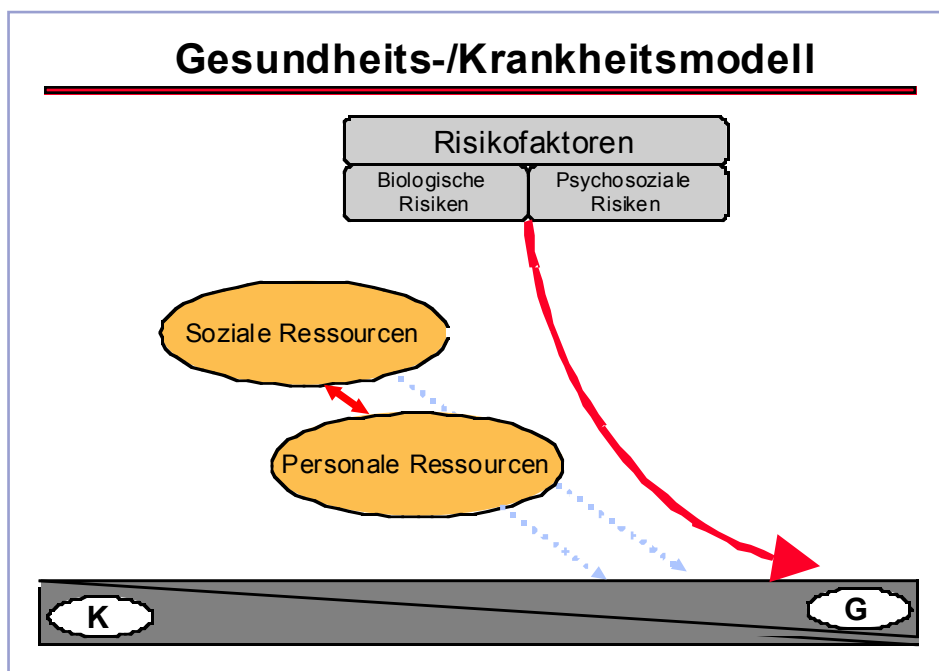 Gesundheits-/Krankheitsmodell
Risikofaktoren
Biologische
Risiken
Psychosoziale
Risiken
Soziale Ressourcen
Personale Ressourcen
K
G